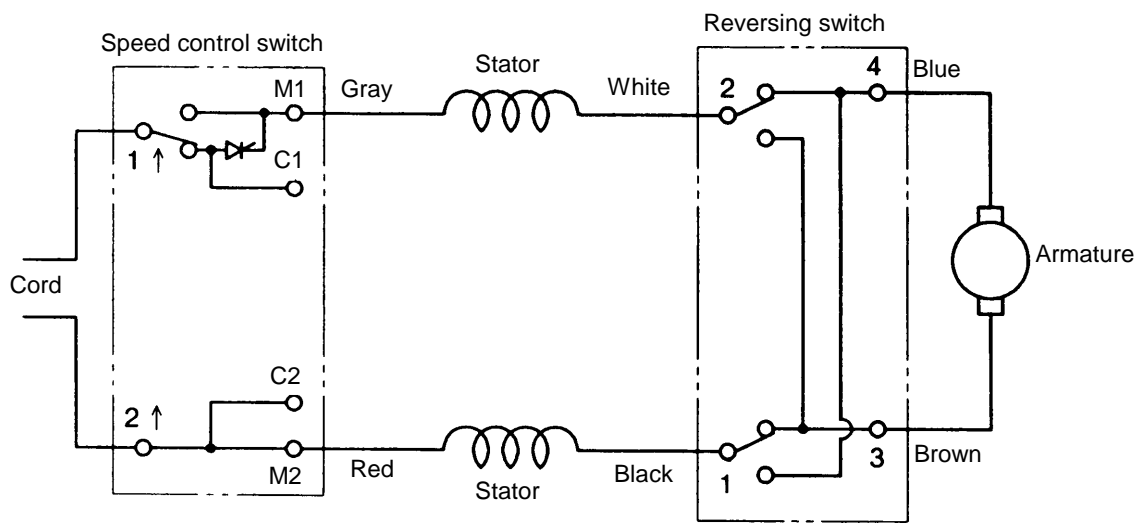 Reversing switch
Speed control switch
M1
Gray
Stator
White
2
4
Blue
1 ↑
C1
Armature
Cord
C2
2 ↑
M2
Red
Stator
Black
1
3
Brown